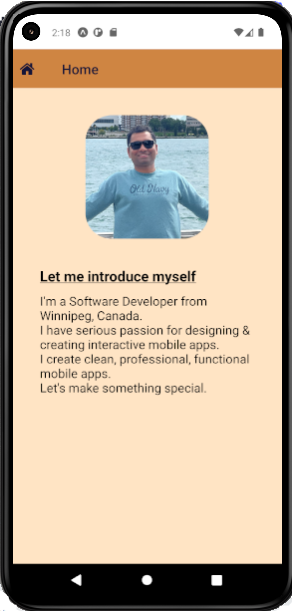 2:18
Home
Old Navy
Let me introduce myself
I'm a Software Developer from
Winnipeg, Canada.
I have serious passion for designing &
creating interactive mobile apps.
I create clean, professional, functional
mobile apps.
Let's make something special.